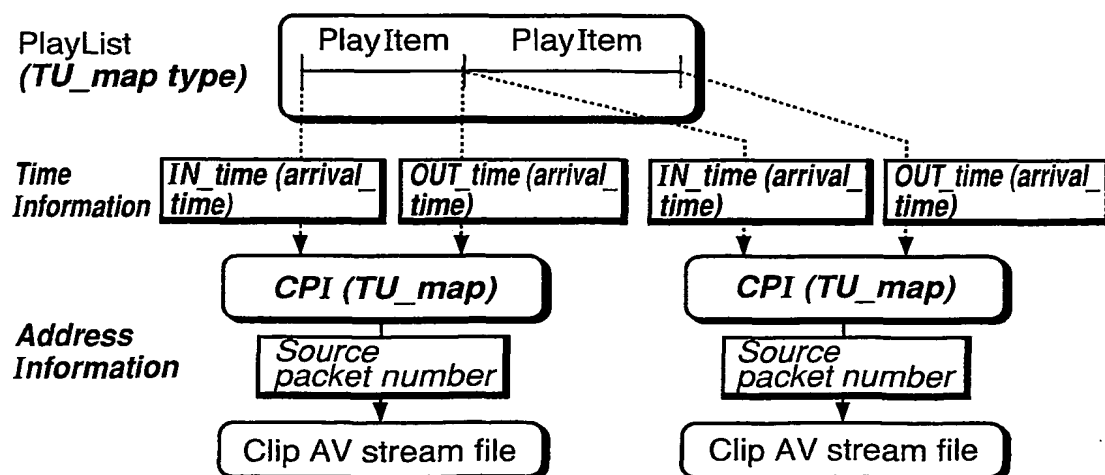 PlayItem PlayItem
PlayList
(TU_map type)
Time
Information
IN_time (arrival_
time)
OUT_time (arrival_
time)
IN_time (arrival_
time)
OUT_time (arrival_
time)
CPI (TU_map)
CPI (TU_map)
Address
Information
Source
packet number
Source
packet number
Clip AV stream file
Clip AV stream file